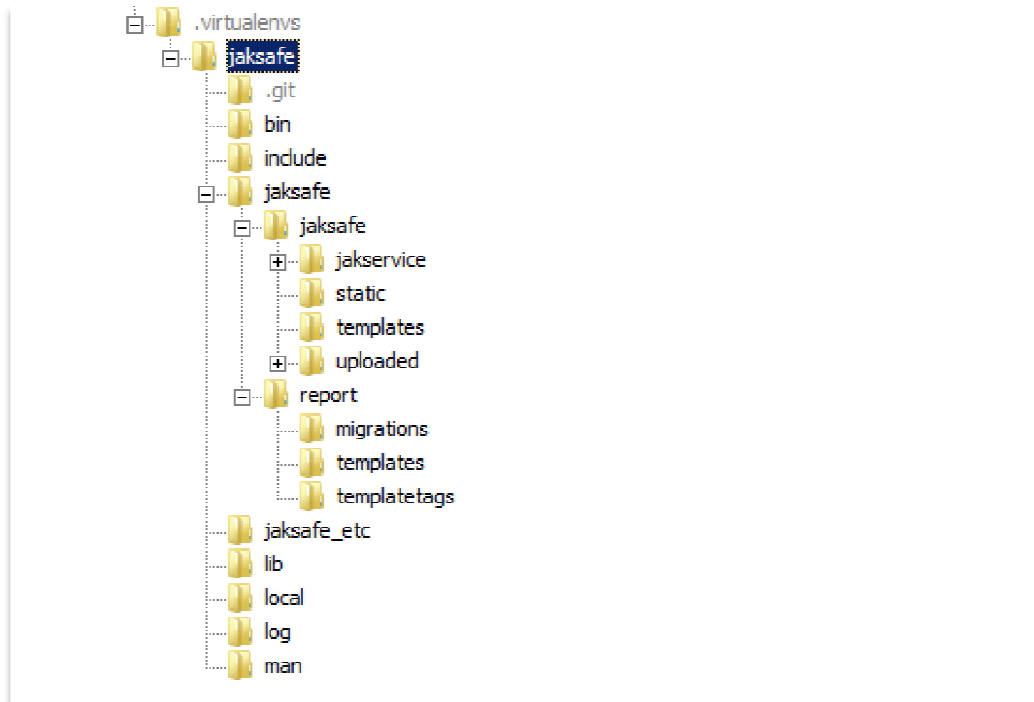 .virtualenvs
jaksafe
.git
bin
include
jaksafe
jaksafe
jakservice
static
templates
uploaded
report
migrations
templates
templatetags
jaksafe_etc
lib
local
log
man